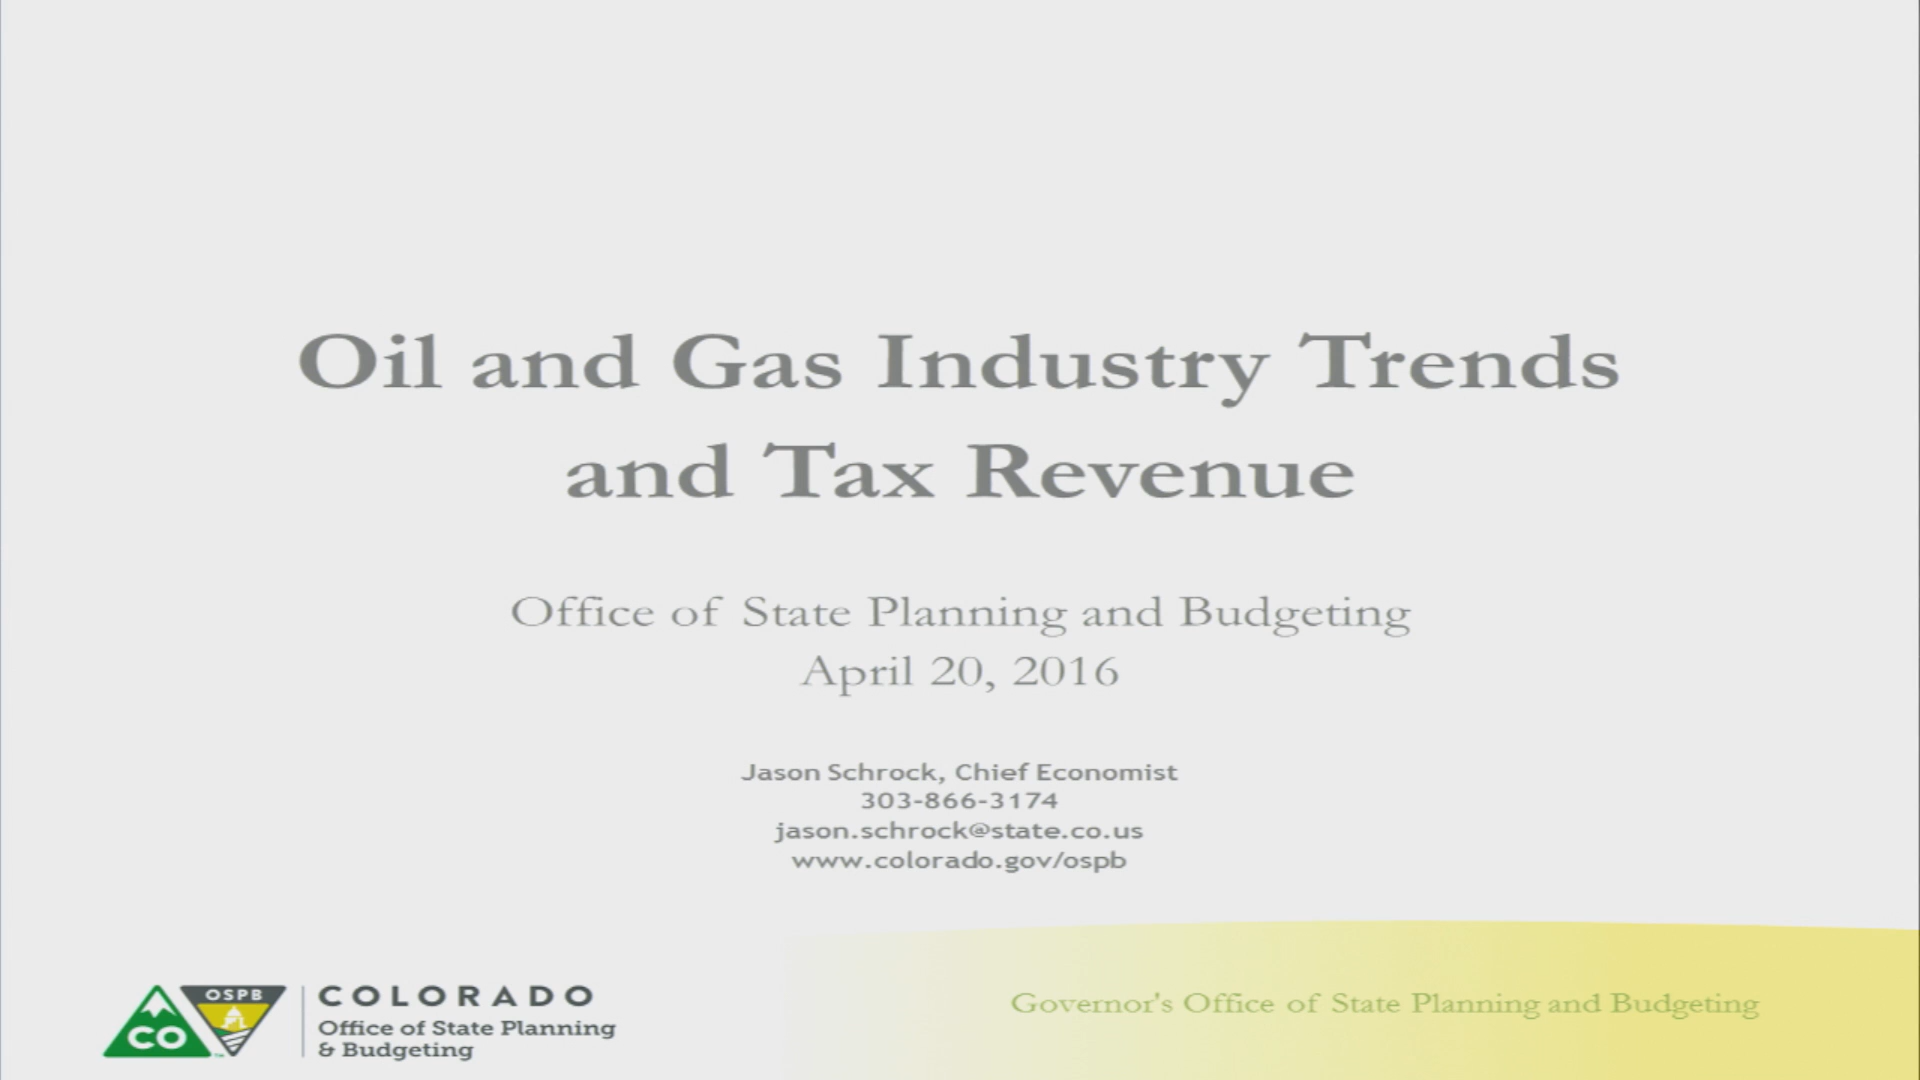 Oil and Gas Industry Trends
and Tax Revenue
Office of State Planning and Budgeting
April 20, 2016
Jason Schrock, Chief Economist
303-866-3174
jason.schrock@state.co.us
www.colorado.gov/ospb
CO
OSPB
TM
COLORADO
Office of State Planning
& Budgeting
Governor's Office of State Planning and Budgeting